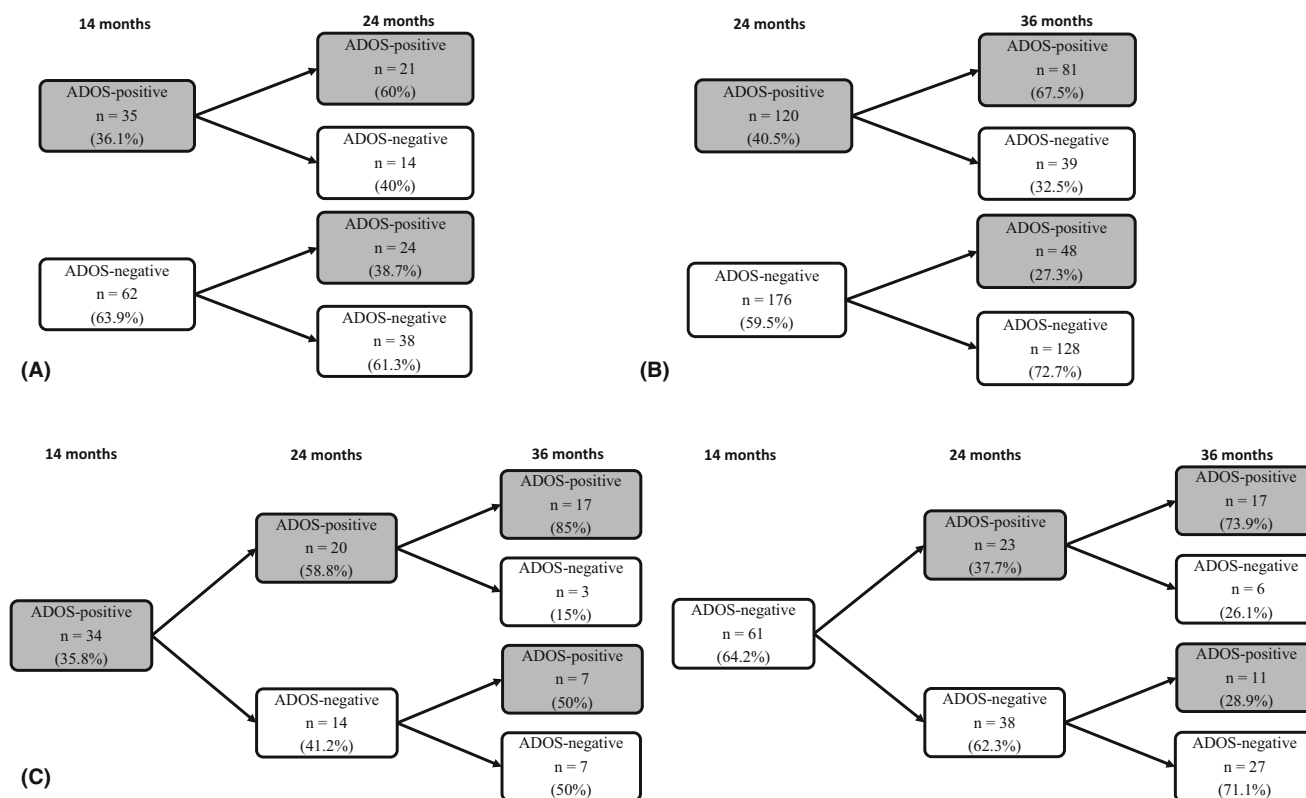 14 months
24 months
ADOS-positive
n = 35
(36.1%)
ADOS-positive
n = 21
(60%)
ADOS-negative
n = 14
(40%)
ADOS-negative
n = 62
(63.9%)
ADOS-positive
n = 24
(38.7%)
ADOS-negative
n = 38
(61.3%)
(A)
24 months
36 months
ADOS-positive
n = 120
(40.5%)
ADOS-positive
n = 81
(67.5%)
ADOS-negative
n = 39
(32.5%)
ADOS-negative
n = 176
(59.5%)
ADOS-positive
n = 48
(27.3%)
ADOS-negative
n = 128
(72.7%)
(B)
14 months
24 months
36 months
ADOS-positive
n = 34
(35.8%)
ADOS-positive
n = 20
(58.8%)
ADOS-positive
n = 17
(85%)
ADOS-negative
n = 3
(15%)
ADOS-negative
n = 14
(41.2%)
ADOS-positive
n = 7
(50%)
ADOS-negative
n = 7
(50%)
14 months
24 months
36 months
ADOS-negative
n = 61
(64.2%)
ADOS-positive
n = 23
(37.7%)
ADOS-positive
n = 17
(73.9%)
ADOS-negative
n = 6
(26.1%)
ADOS-negative
n = 38
(62.3%)
ADOS-positive
n = 11
(28.9%)
ADOS-negative
n = 27
(71.1%)
(C)